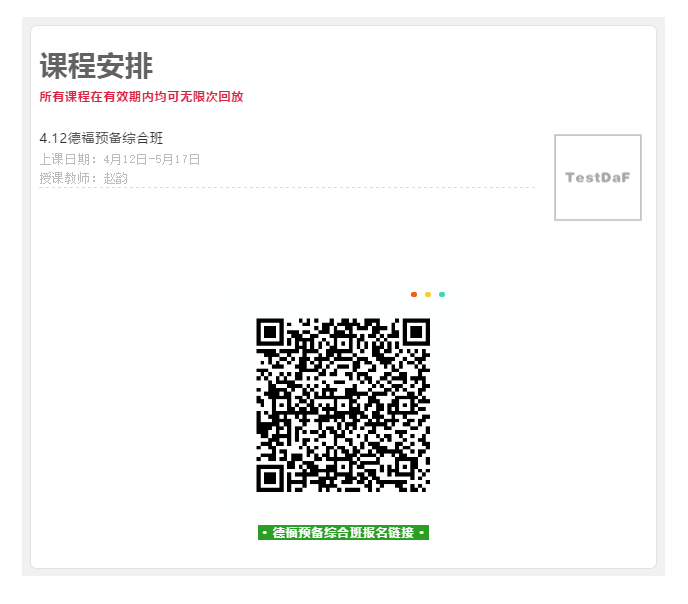 课程安排
所有课程在有效期内均可无限次回放
4.12德福预备综合班
上课日期：4月12日-5月17日
授课教师：赵韵
TestDaF
• 德福预备综合班报名链接 •